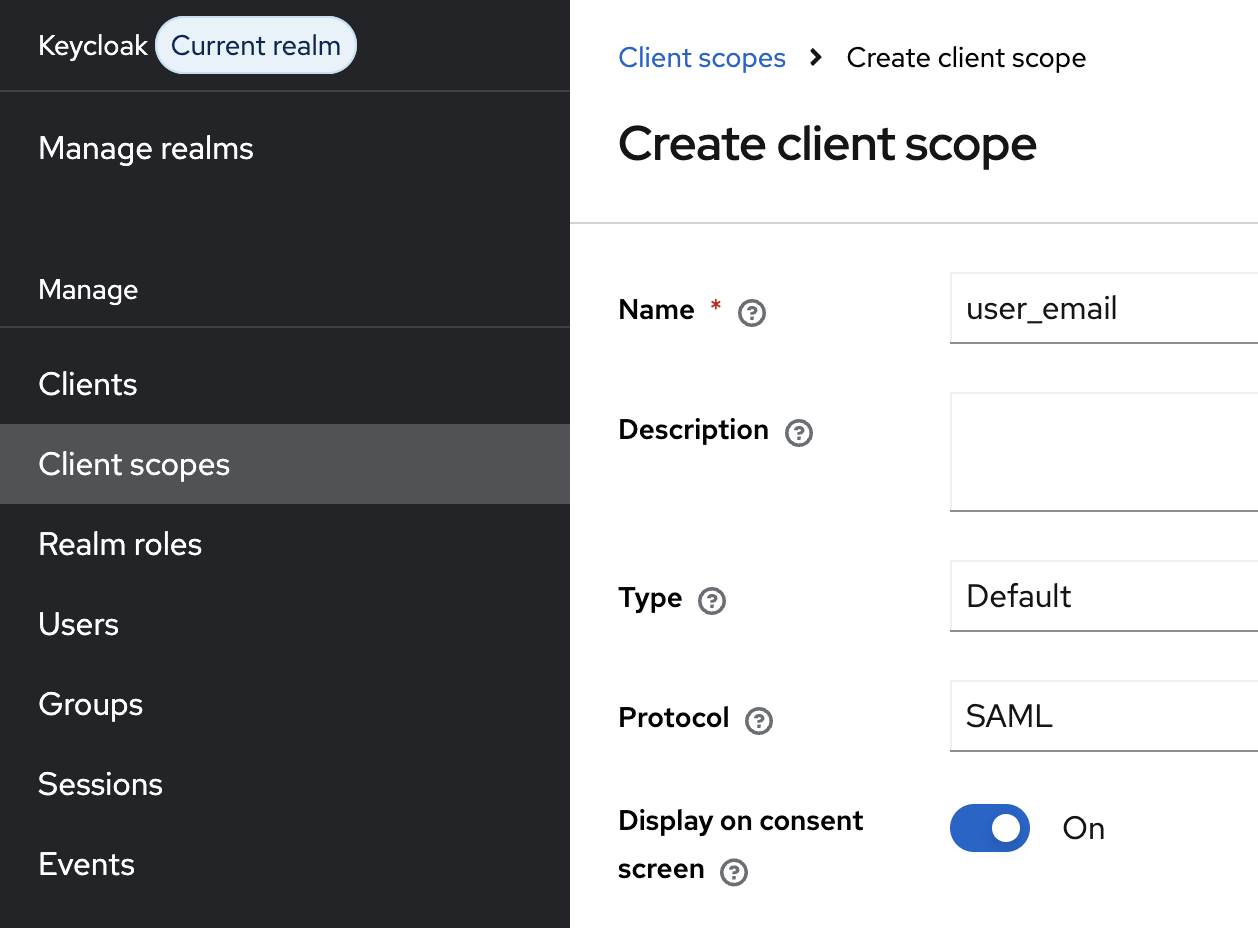 Keycloak Current realm
Manage realms
Manage
Clients
Client scopes
Realm roles
Users
Groups
Sessions
Events
Client scopes > Create client scope
Create client scope
Name * ?
user_email
Description ?
Type ?
Default
Protocol ?
SAML
Display on consent
screen ?
On